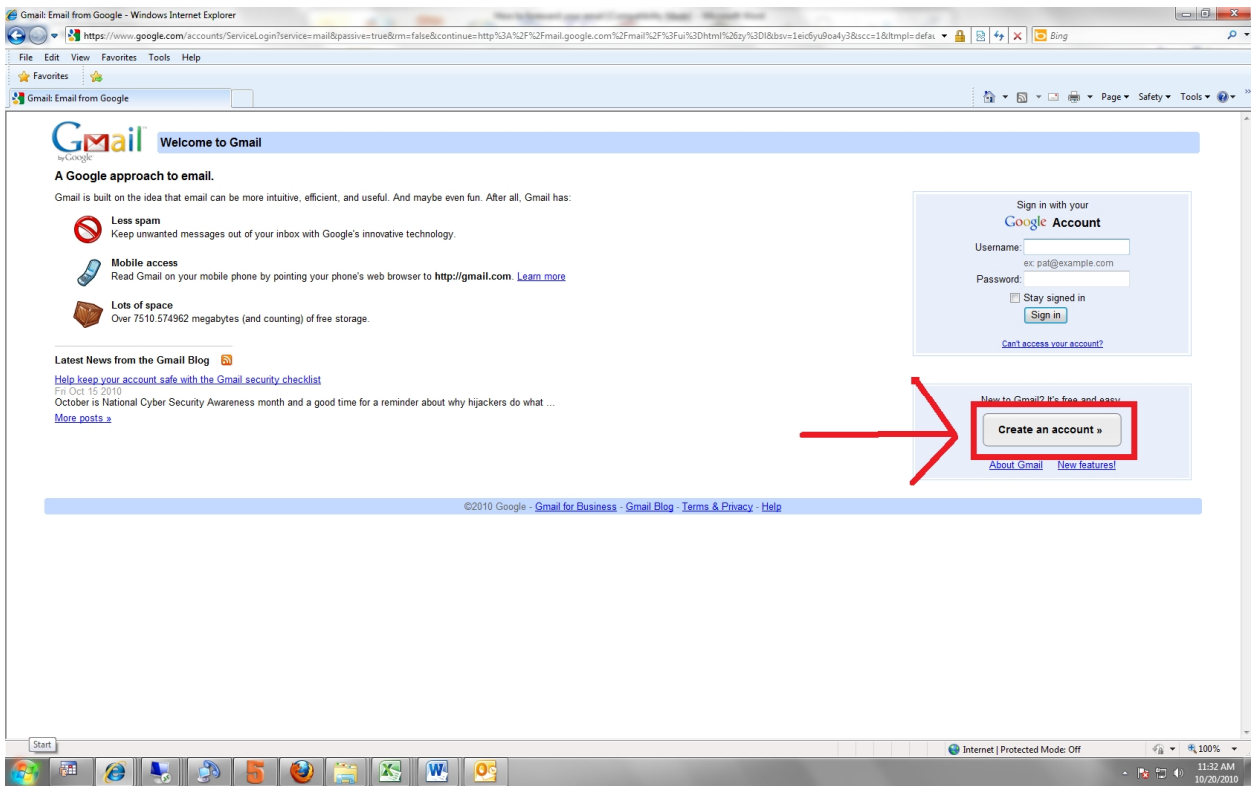 Gmail: Email from Google - Windows Internet Explorer
https://www.google.com/accounts/ServiceLogin?service=mail&passive=true&rm=false&continue=http%3A%2F%2Fmail.google.com%2Fmail%2F%3Fui%3Dhtml%26zy%3Dl&bsv=1eic6yu9oa4y3&scc=1&ltmpl=defau
Bing
File Edit View Favorites Tools Help
Favorites
Gmail: Email from Google
Page Safety Tools
Gmail
by Google
Welcome to Gmail
A Google approach to email.
Gmail is built on the idea that email can be more intuitive, efficient, and useful. And maybe even fun. After all, Gmail has:
Less spam
Keep unwanted messages out of your inbox with Google's innovative technology.
Mobile access
Read Gmail on your mobile phone by pointing your phone's web browser to http://gmail.com. Learn more
Lots of space
Over 7510.574962 megabytes (and counting) of free storage.
Latest News from the Gmail Blog
Help keep your account safe with the Gmail security checklist
Fri Oct 15 2010
October is National Cyber Security Awareness month and a good time for a reminder about why hijackers do what ...
More posts »
Sign in with your
Google Account
Username:
ex: pat@example.com
Password:
Stay signed in
Sign in
Can't access your account?
New to Gmail? It's free and easy.
Create an account »
About Gmail New features!
©2010 Google - Gmail for Business - Gmail Blog - Terms & Privacy - Help
Start
Internet | Protected Mode: Off
100%
11:32 AM
10/20/2010